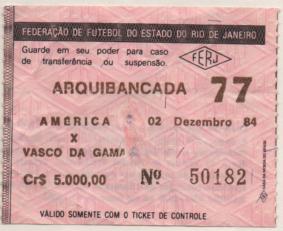 FEDERAÇÃO DE FUTEBOL DO ESTADO DO RIO DE JANEIRO
Guarde em seu poder para caso
de transferência ou suspensão.
FERJ
ARQUIBANCADA 77
AMÉRICA 02 Dezembro 84
X
VASCO DA GAMA
Cr$ 5.000,00 Nº 50182
VÁLIDO SOMENTE COM O TICKET DE CONTROLE